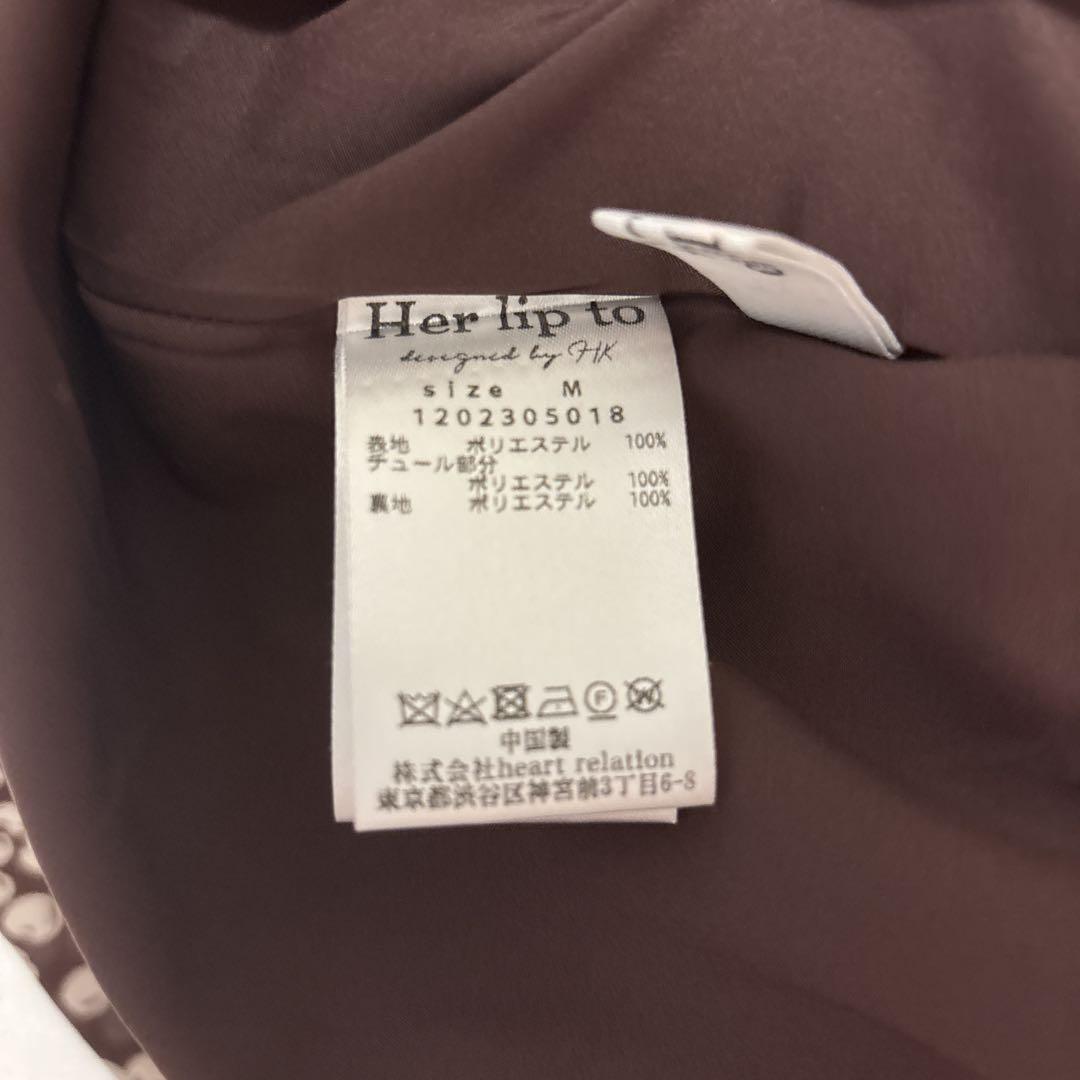 Her lip to
designed by HK
size M
1202305018
表地 ポリエステル 100%
チュール部分
ポリエステル 100%
裏地 ポリエステル 100%
F W
中国製
株式会社heart relation
東京都渋谷区神宮前3丁目6-8